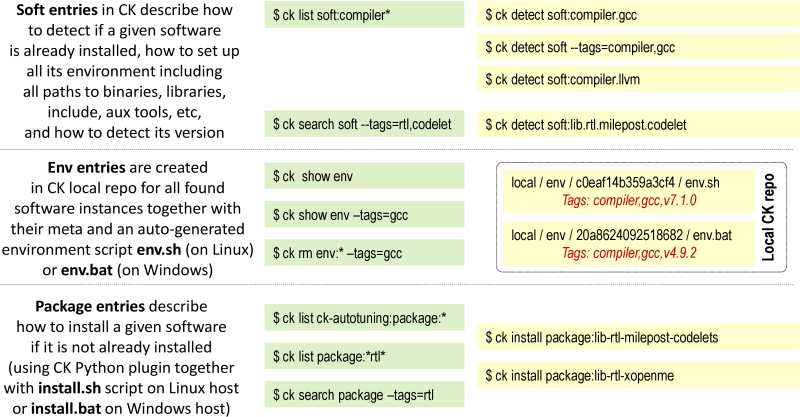 Soft entries in CK describe how
to detect if a given software
is already installed, how to set up
all its environment including
all paths to binaries, libraries,
include, aux tools, etc,
and how to detect its version
$ ck list soft:compiler*
$ ck search soft --tags=rtl,codelet
$ ck detect soft:compiler.gcc
$ ck detect soft --tags=compiler,gcc
$ ck detect soft:compiler.llvm
$ ck detect soft:lib.rtl.milepost.codelet
Env entries are created
in CK local repo for all found
software instances together with
their meta and an auto-generated
environment script env.sh (on Linux)
or env.bat (on Windows)
$ ck  show env
$ ck show env –tags=gcc
$ ck rm env:* –tags=gcc
local / env / c0eaf14b359a3cf4 / env.sh
Tags: compiler,gcc,v7.1.0
local / env / 20a8624092518682 / env.bat
Tags: compiler,gcc,v4.9.2
Local CK repo
Package entries describe
how to install a given software
if it is not already installed
(using CK Python plugin together
with install.sh script on Linux host
or install.bat on Windows host)
$ ck list ck-autotuning:package:*
$ ck list package:*rtl*
$ ck search package –tags=rtl
$ ck install package:lib-rtl-milepost-codelets
$ ck install package:lib-rtl-xopenme